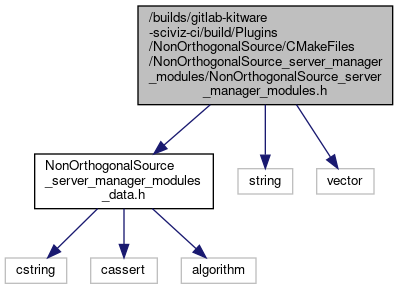 /builds/gitlab-kitware
-sciviz-ci/build/Plugins
/NonOrthogonalSource/CMakeFiles
/NonOrthogonalSource_server_manager
_modules/NonOrthogonalSource_server
_manager_modules.h
NonOrthogonalSource
_server_manager_modules
_data.h
string
vector
cstring
cassert
algorithm